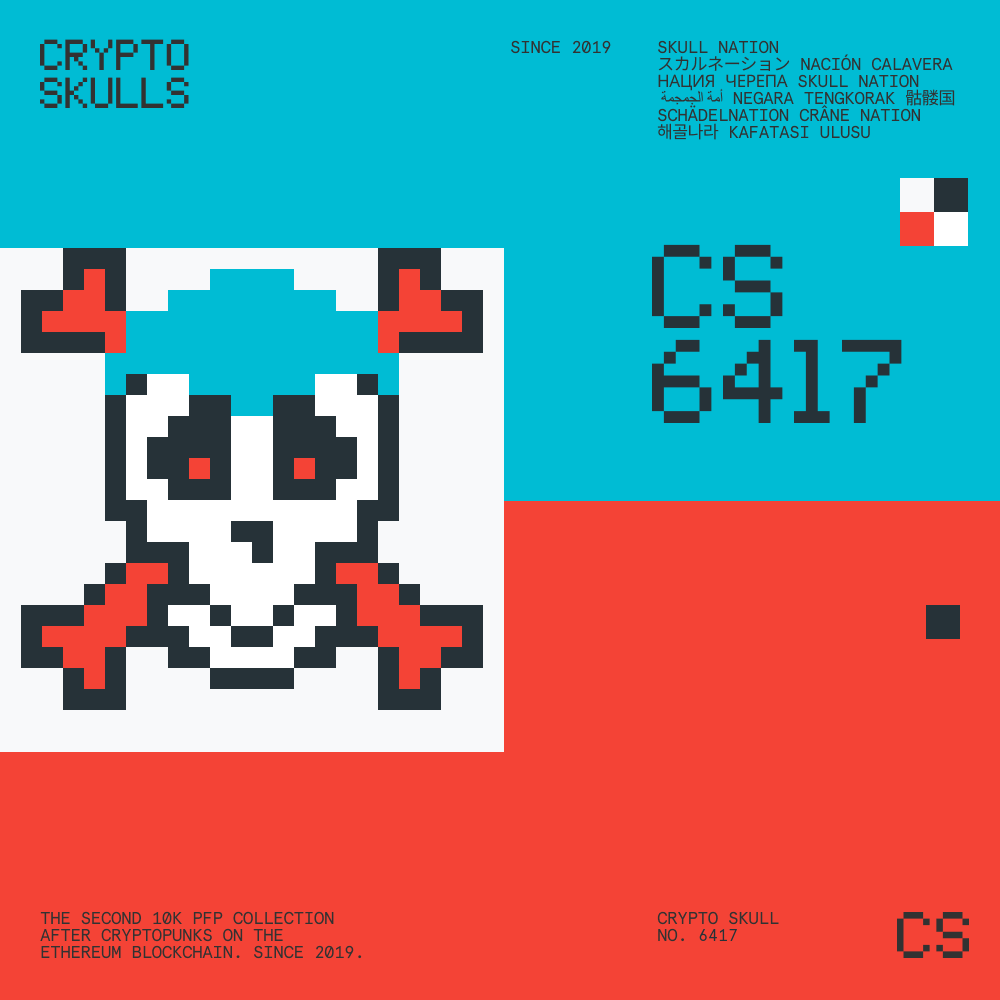 CRYPTO
SKULLS
SINCE 2019
SKULL NATION
スカルネーション NACIÓN CALAVERA
НАЦИЯ ЧЕРЕПА SKULL NATION
أمة الجمجمة NEGARA TENGKORAK 骷髅国
SCHÄDELNATION CRÂNE NATION
해골나라 KAFATASI ULUSU
CS
6417
THE SECOND 10K PFP COLLECTION
AFTER CRYPTOPUNKS ON THE
ETHEREUM BLOCKCHAIN. SINCE 2019.
CRYPTO SKULL
NO. 6417
CS